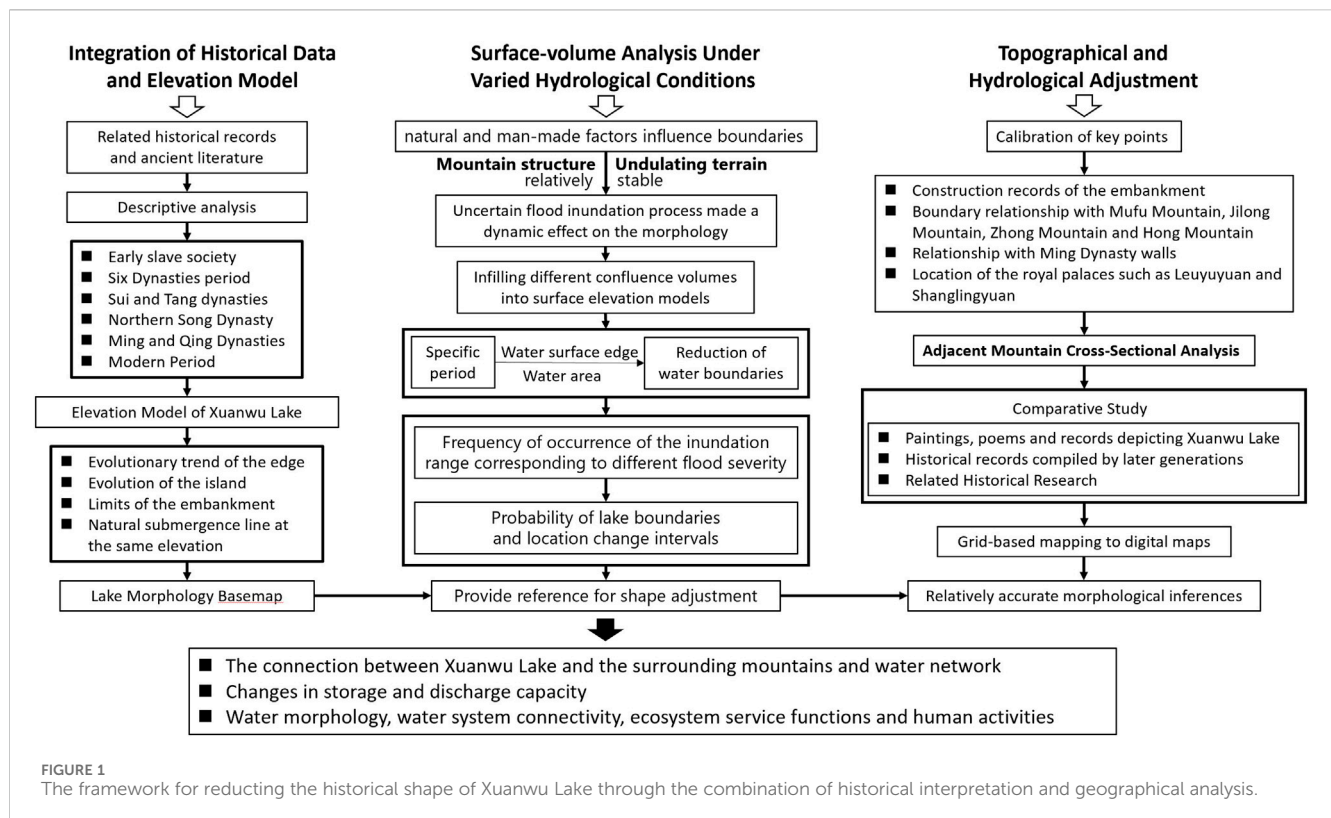 Integration of Historical Data
and Elevation Model
Related historical records
and ancient literature
Descriptive analysis
■ Early slave society
■ Six Dynasties period
■ Sui and Tang dynasties
■ Northern Song Dynasty
■ Ming and Qing Dynasties
■ Modern Period
Elevation Model of Xuanwu Lake
■ Evolutionary trend of the edge
■ Evolution of the island
■ Limits of the embankment
■ Natural submergence line at
the same elevation
Lake Morphology Basemap
Surface-volume Analysis Under
Varied Hydrological Conditions
natural and man-made factors influence boundaries
Mountain structure Undulating terrain
relatively stable
Uncertain flood inundation process made a
dynamic effect on the morphology
Infilling different confluence volumes
into surface elevation models
Specific
period
Water surface edge
Water area
Reduction of
water boundaries
Frequency of occurrence of the inundation
range corresponding to different flood severity
Probability of lake boundaries
and location change intervals
Provide reference for shape adjustment
Topographical and
Hydrological Adjustment
Calibration of key points
■ Construction records of the embankment
■ Boundary relationship with Mufu Mountain, Jilong
Mountain, Zhong Mountain and Hong Mountain
■ Relationship with Ming Dynasty walls
■ Location of the royal palaces such as Leuyuyuan and
Shanglingyuan
Adjacent Mountain Cross-Sectional Analysis
Comparative Study
■ Paintings, poems and records depicting Xuanwu Lake
■ Historical records compiled by later generations
■ Related Historical Research
Grid-based mapping to digital maps
Relatively accurate morphological inferences
■ The connection between Xuanwu Lake and the surrounding mountains and water network
■ Changes in storage and discharge capacity
■ Water morphology, water system connectivity, ecosystem service functions and human activities
FIGURE 1
The framework for reducting the historical shape of Xuanwu Lake through the combination of historical interpretation and geographical analysis.